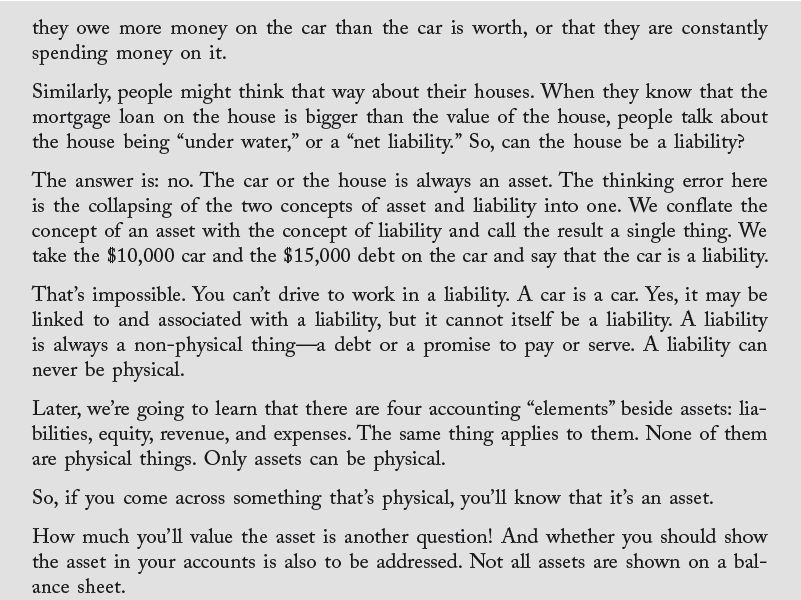 they owe more money on the car than the car is worth, or that they are constantly
spending money on it.
Similarly, people might think that way about their houses. When they know that the
mortgage loan on the house is bigger than the value of the house, people talk about
the house being “under water,” or a “net liability.” So, can the house be a liability?
The answer is: no. The car or the house is always an asset. The thinking error here
is the collapsing of the two concepts of asset and liability into one. We conflate the
concept of an asset with the concept of liability and call the result a single thing. We
take the $10,000 car and the $15,000 debt on the car and say that the car is a liability.
That’s impossible. You can’t drive to work in a liability. A car is a car. Yes, it may be
linked to and associated with a liability, but it cannot itself be a liability. A liability
is always a non-physical thing—a debt or a promise to pay or serve. A liability can
never be physical.
Later, we’re going to learn that there are four accounting “elements” beside assets: lia-
bilities, equity, revenue, and expenses. The same thing applies to them. None of them
are physical things. Only assets can be physical.
So, if you come across something that’s physical, you’ll know that it’s an asset.
How much you’ll value the asset is another question! And whether you should show
the asset in your accounts is also to be addressed. Not all assets are shown on a bal-
ance sheet.